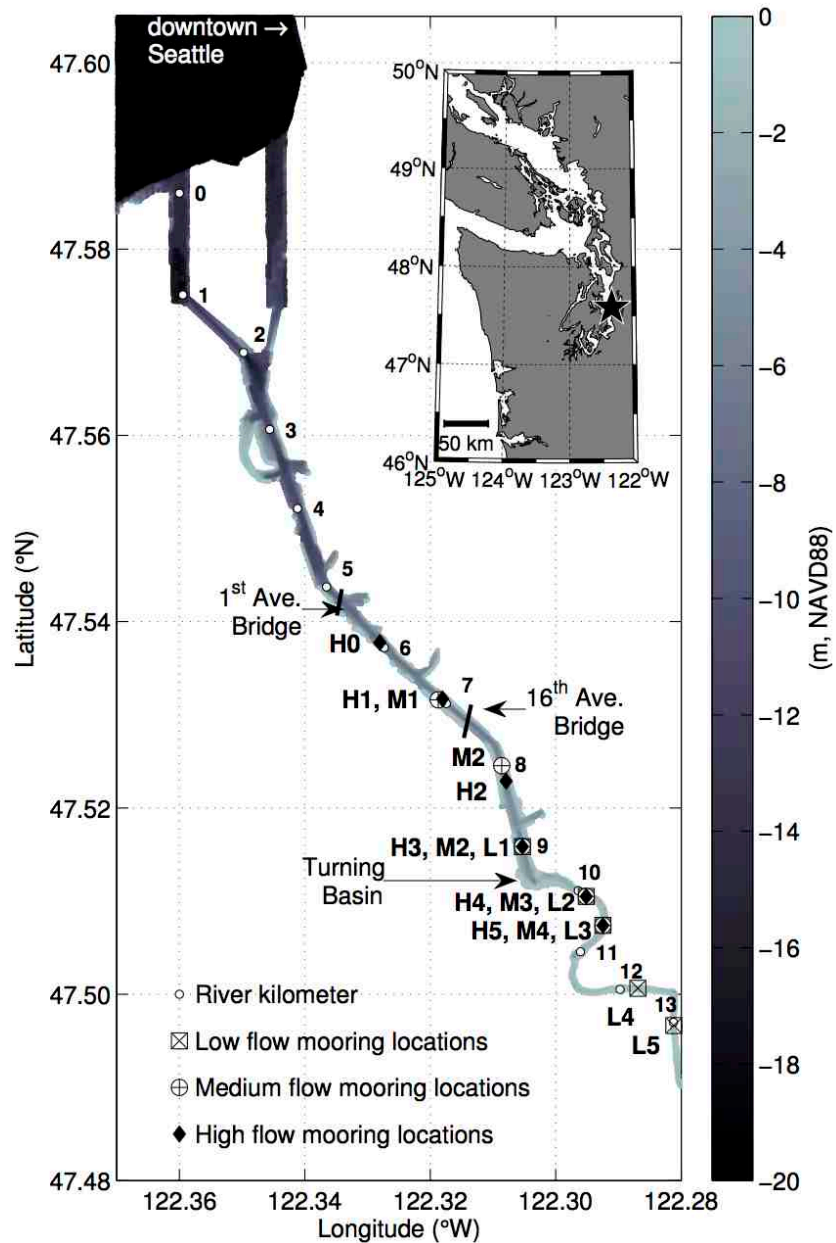 downtown →
Seattle
0
1
2
3
4
5
1st Ave.
Bridge
H0
6
H1, M1
7
16th Ave.
Bridge
M2
8
H2
H3, M2, L1
9
Turning
Basin
10
H4, M3, L2
H5, M4, L3
11
12
L4
13
L5
River kilometer
Low flow mooring locations
Medium flow mooring locations
High flow mooring locations
47.60
47.58
47.56
47.54
47.52
47.50
47.48
Latitude (°N)
122.36
122.34
122.32
122.30
122.28
Longitude (°W)
50°N
49°N
48°N
47°N
46°N
50 km
125°W
124°W
123°W
122°W
0
−2
−4
−6
−8
−10
−12
−14
−16
−18
−20
(m, NAVD88)